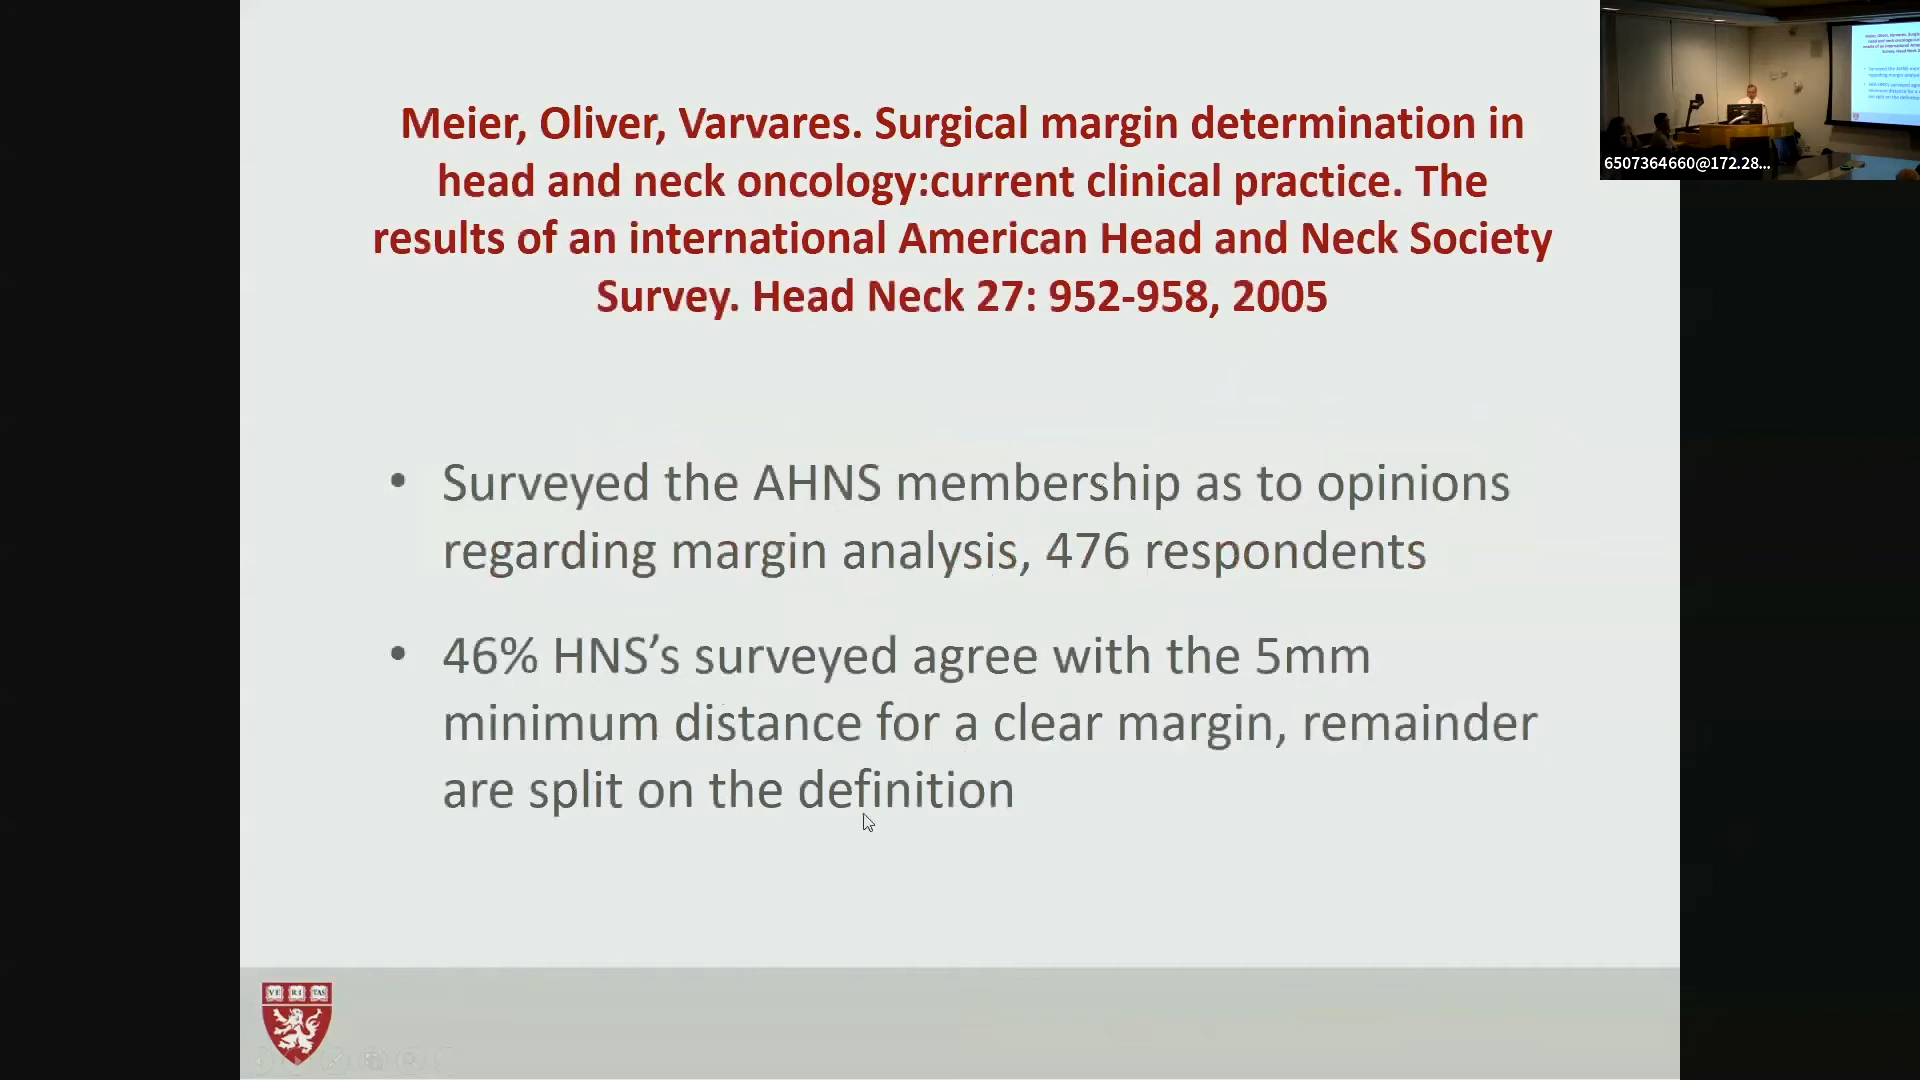 Meier, Oliver, Varvares. Surgical margin determination in
head and neck oncology:current clinical practice. The
results of an international American Head and Neck Society
Survey. Head Neck 27: 952-958, 2005
• Surveyed the AHNS membership as to opinions
regarding margin analysis, 476 respondents
• 46% HNS’s surveyed agree with the 5mm
minimum distance for a clear margin, remainder
are split on the definition
VE RI TAS
6507364660@172.28...